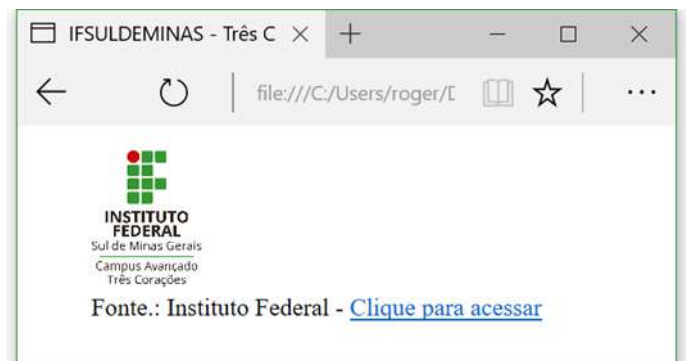 IFSULDEMINAS - Três C
file:///C:/Users/roger/D
INSTITUTO
FEDERAL
Sul de Minas Gerais
Campus Avançado
Três Corações
Fonte.: Instituto Federal - Clique para acessar